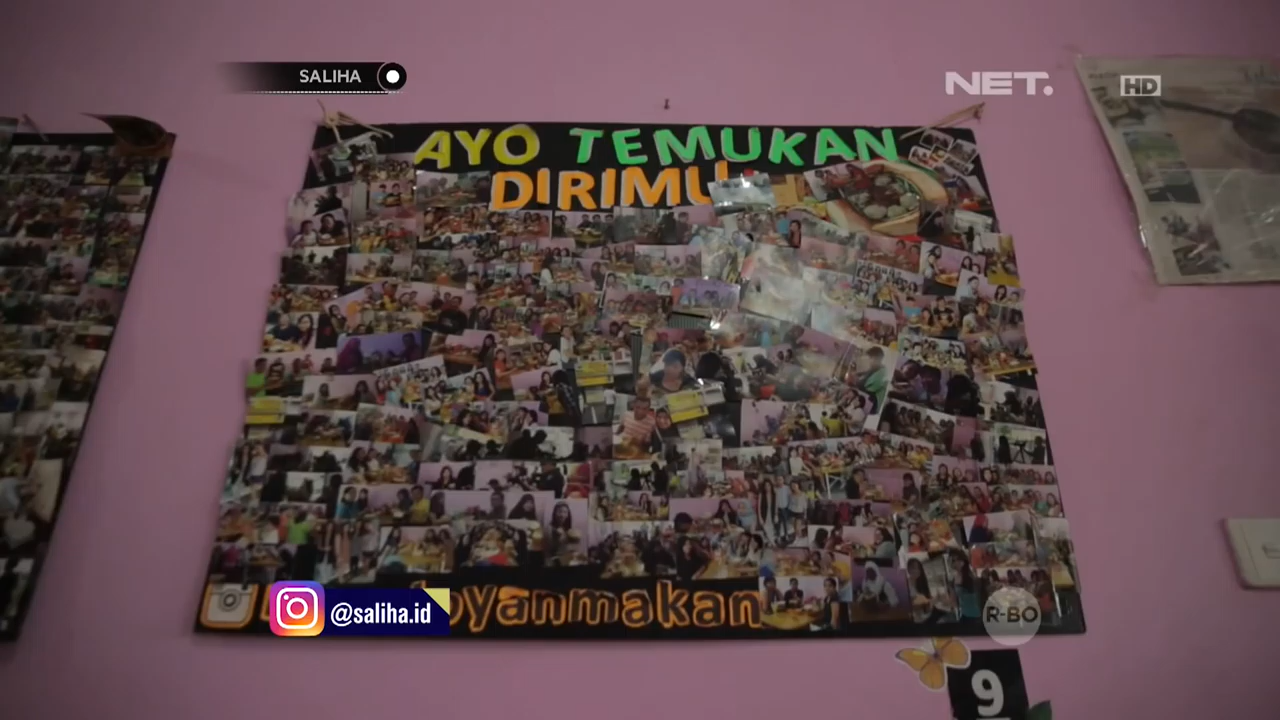 SALIHA
NET.
HD
AYO TEMUKAN
DIRIMU
@saliha.id
oyanmakan
R-BO
9